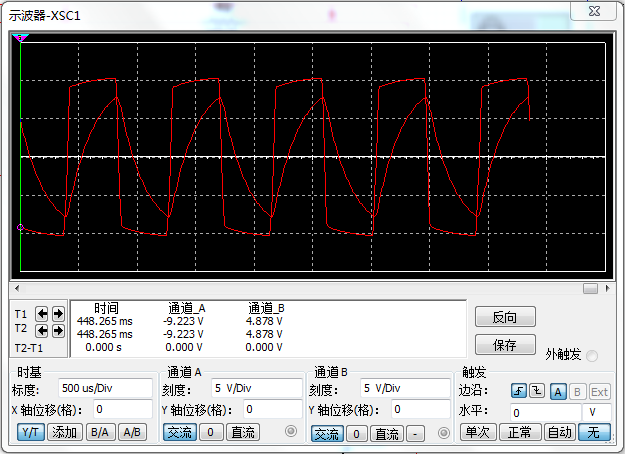 示波器-XSC1
时间 通道_A 通道_B
T1 448.265 ms -9.223 V 4.878 V
T2 448.265 ms -9.223 V 4.878 V
T2-T1 0.000 s 0.000 V 0.000 V
反向
保存
外触发
时基 通道 A 通道 B 触发
标度: 500 us/Div 刻度: 5 V/Div 刻度: 5 V/Div 边沿: A B Ext
X 轴位移(格): 0 Y 轴位移(格): 0 Y 轴位移(格): 0 水平: 0 V
Y/T 添加 B/A A/B 交流 0 直流 交流 0 直流 - 单次 正常 自动 无